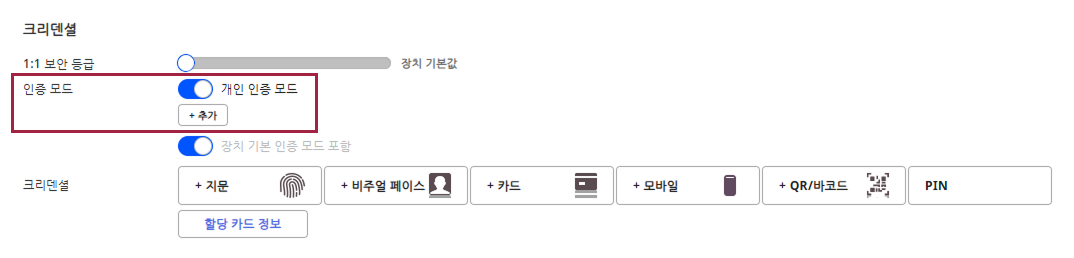 크리덴셜
1:1 보안 등급 장치 기본값
인증 모드 개인 인증 모드
+ 추가
장치 기본 인증 모드 포함
크리덴셜 + 지문 + 비주얼 페이스 + 카드 + 모바일 + QR/바코드 PIN
할당 카드 정보